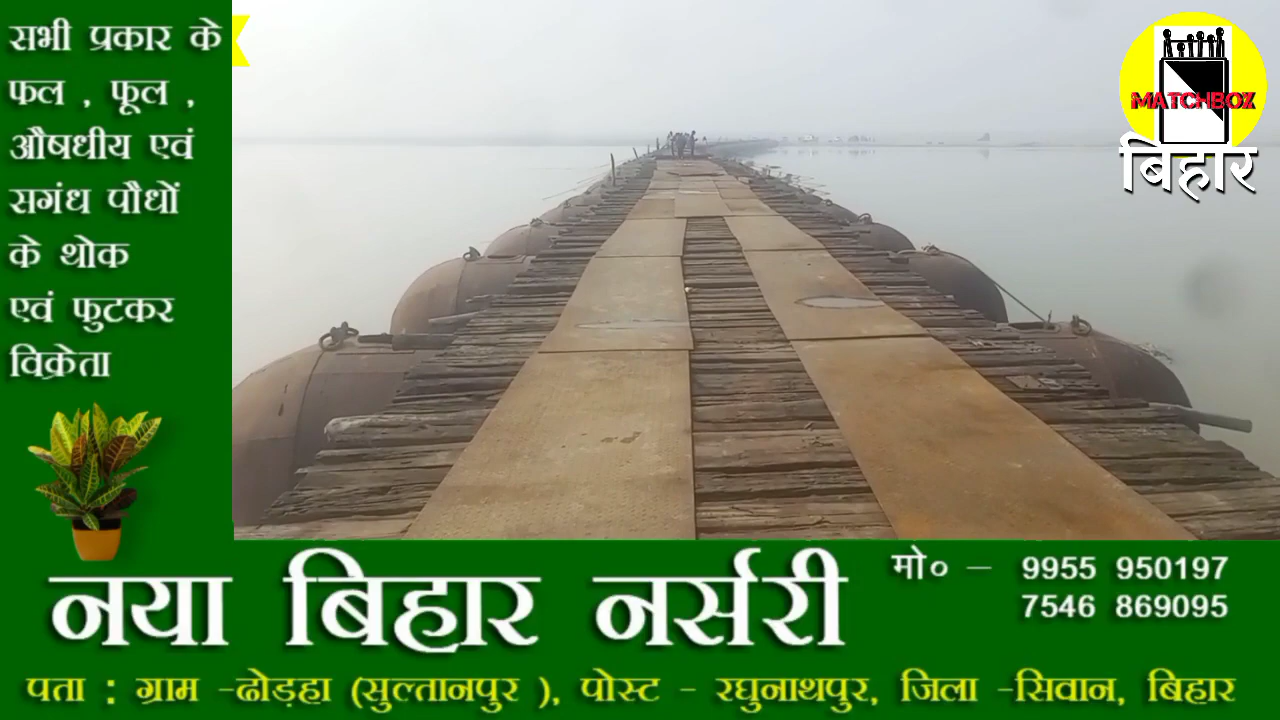 सभी प्रकार के
फल , फूल ,
औषधीय एवं
सगंध पौधों
के थोक
एवं फुटकर
विक्रेता
MATCHBOX
बिहार
नया बिहार नर्सरी
मो० – 9955 950197
7546 869095
पता : ग्राम -ढोड़हा (सुल्तानपुर ), पोस्ट - रघुनाथपुर, जिला -सिवान, बिहार